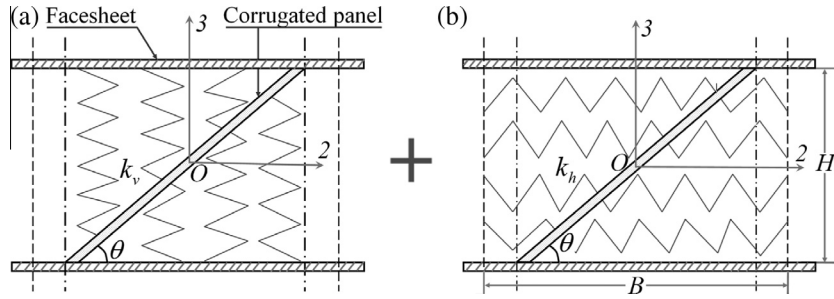 (a) Facesheet 3 Corrugated panel
2
O
k_v
θ
+
(b)
3
2
O
k_h
θ
H
B